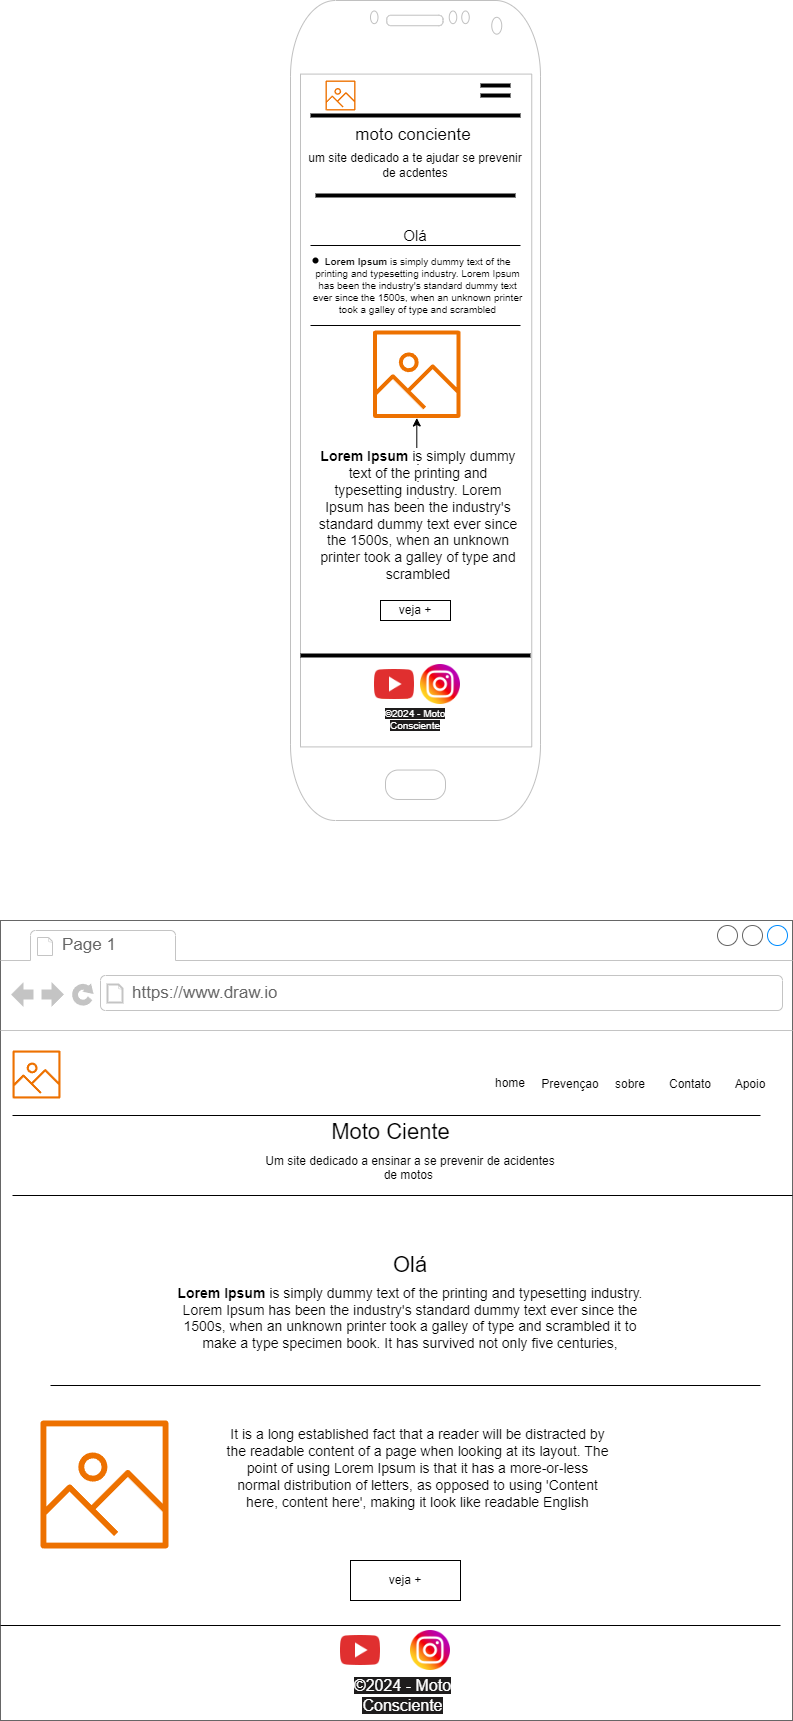 moto conciente
um site dedicado a te ajudar se prevenir
de acdentes
Olá
Lorem Ipsum is simply dummy text of the
printing and typesetting industry. Lorem Ipsum
has been the industry's standard dummy text
ever since the 1500s, when an unknown printer
took a galley of type and scrambled
Lorem Ipsum is simply dummy
text of the printing and
typesetting industry. Lorem
Ipsum has been the industry's
standard dummy text ever since
the 1500s, when an unknown
printer took a galley of type and
scrambled
veja +
©2024 - Moto
Consciente
Page 1
https://www.draw.io
home Prevençao sobre Contato Apoio
Moto Ciente
Um site dedicado a ensinar a se prevenir de acidentes
de motos
Olá
Lorem Ipsum is simply dummy text of the printing and typesetting industry.
Lorem Ipsum has been the industry's standard dummy text ever since the
1500s, when an unknown printer took a galley of type and scrambled it to
make a type specimen book. It has survived not only five centuries,
It is a long established fact that a reader will be distracted by
the readable content of a page when looking at its layout. The
point of using Lorem Ipsum is that it has a more-or-less
normal distribution of letters, as opposed to using 'Content
here, content here', making it look like readable English
veja +
©2024 - Moto
Consciente